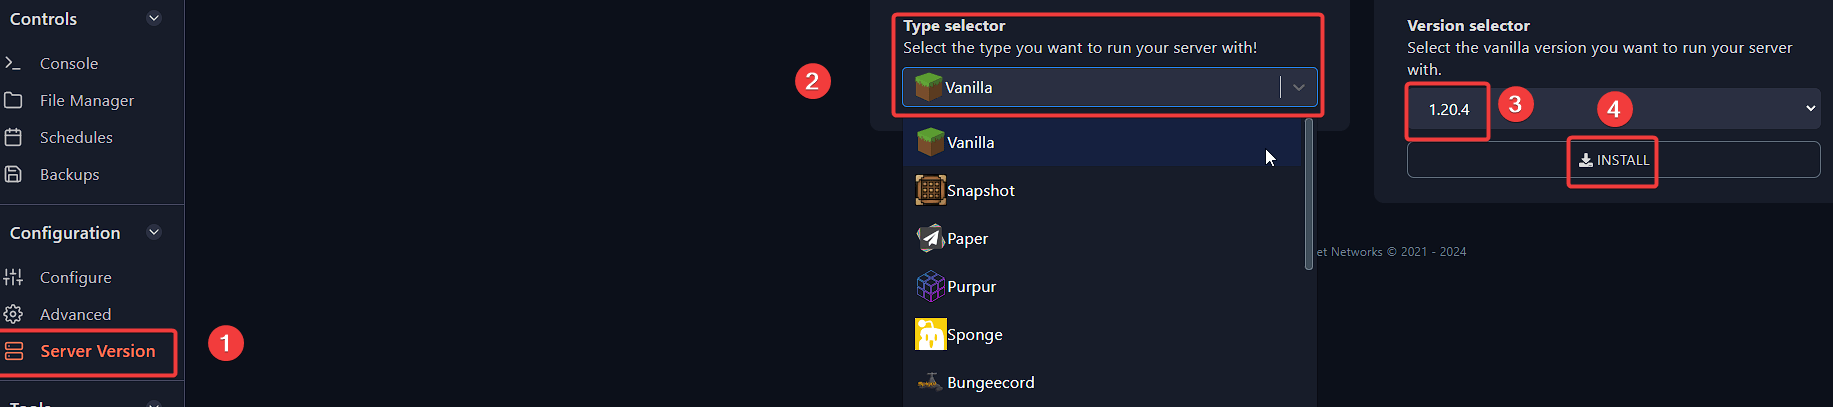 Controls
Console
File Manager
Schedules
Backups
Configuration
Configure
Advanced
Server Version
1
2
Type selector
Select the type you want to run your server with!
Vanilla
Vanilla
Snapshot
Paper
Purpur
Sponge
Bungeecord
Version selector
Select the vanilla version you want to run your server
with.
1.20.4
3
4
INSTALL
et Networks © 2021 - 2024